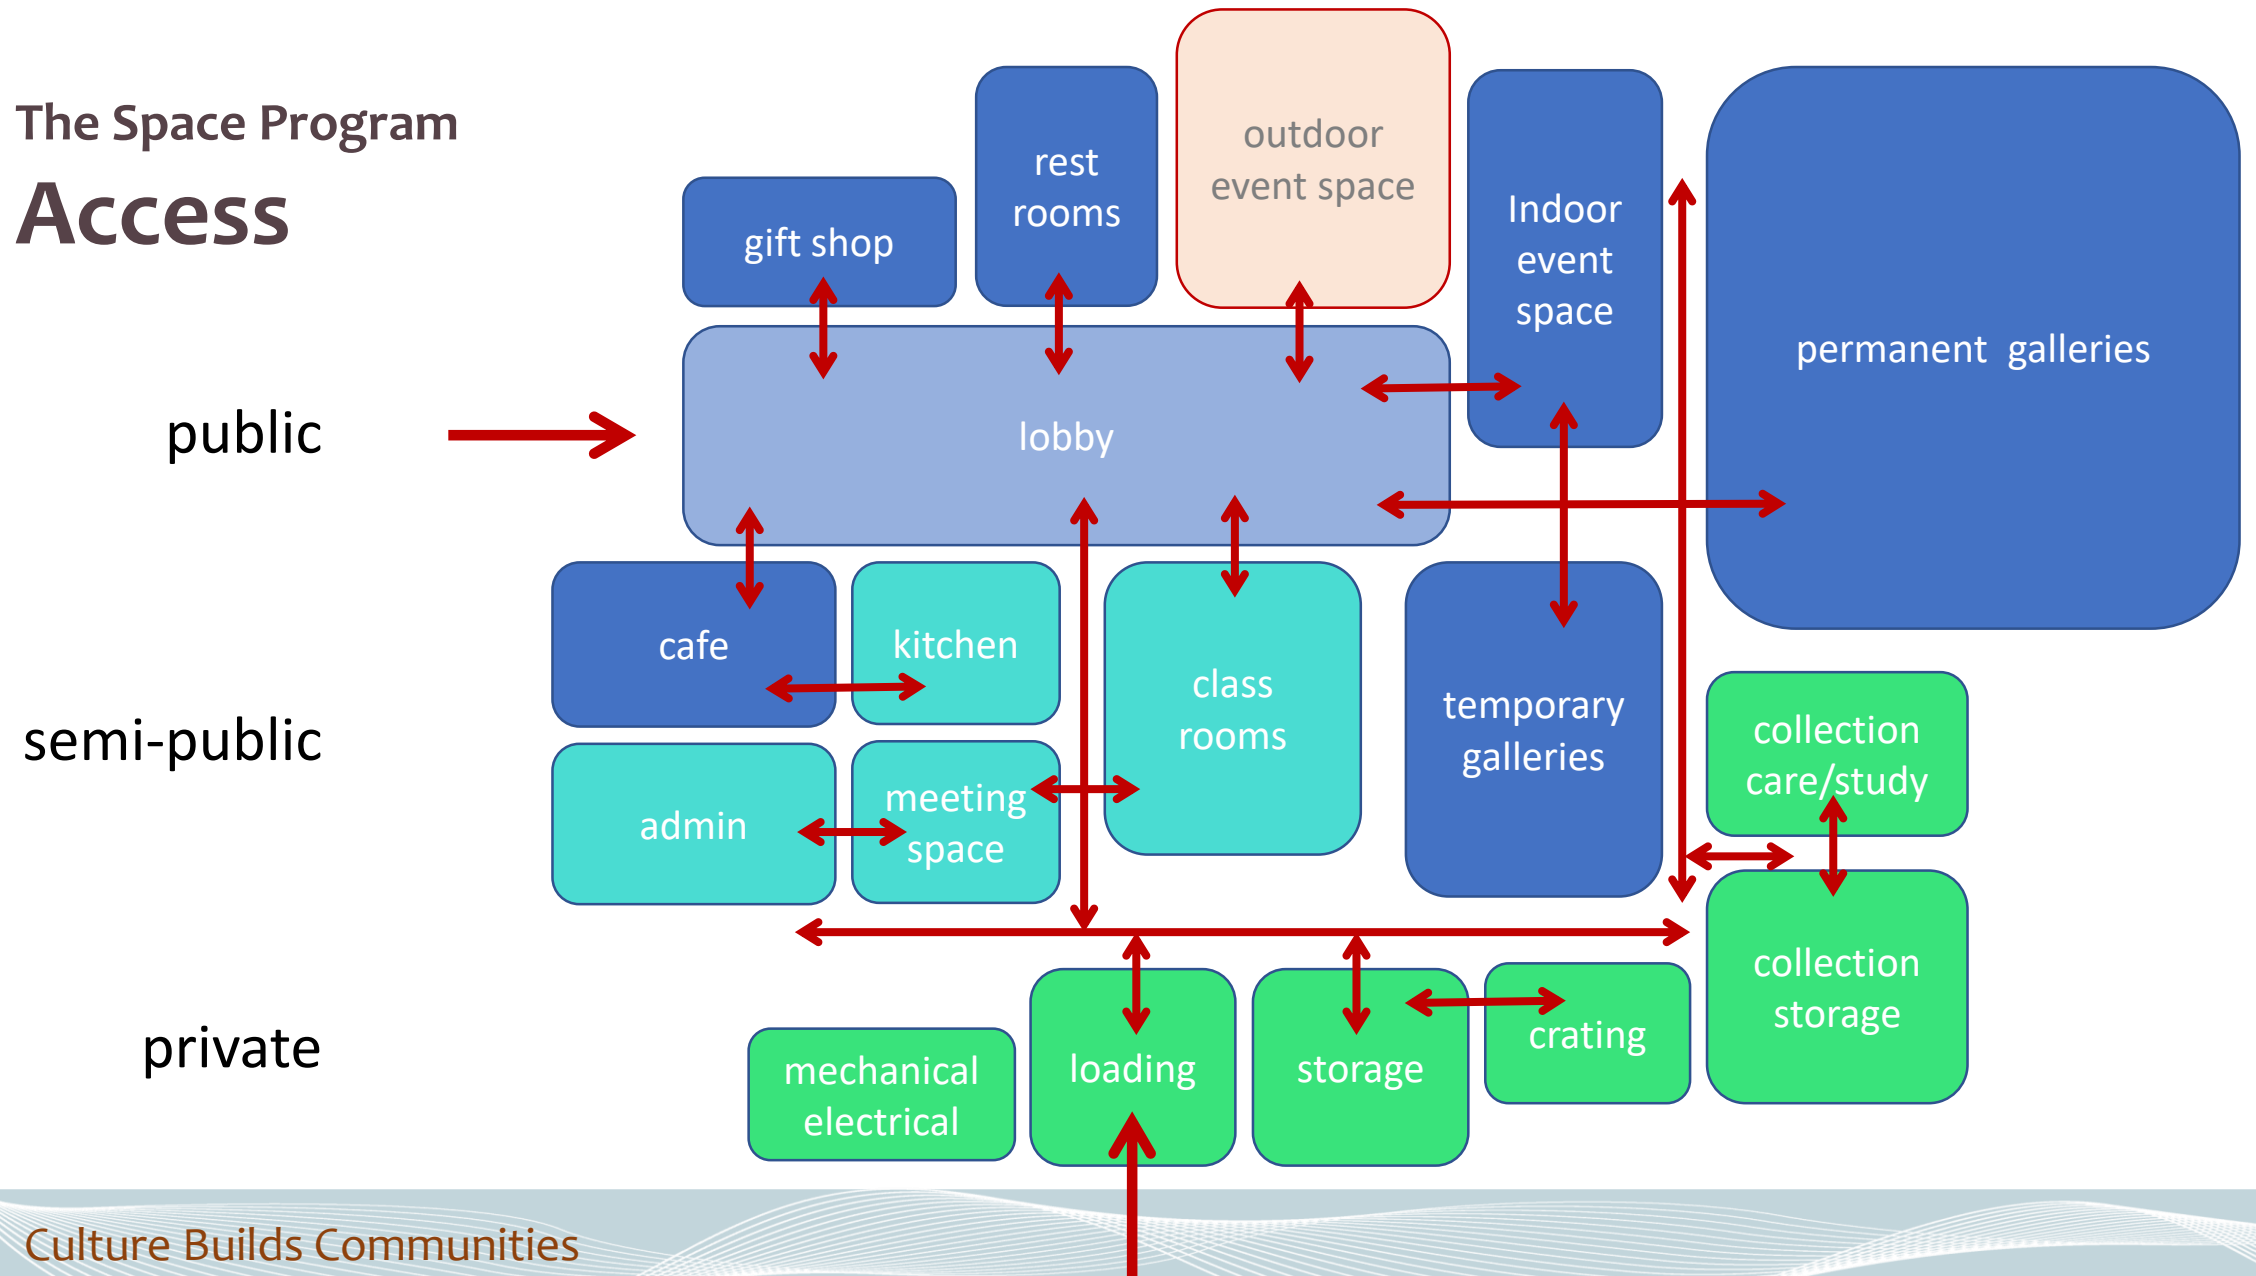 The Space Program
Access
rest
rooms
outdoor
event space
Indoor
event
space
gift shop
permanent galleries
public
lobby
cafe
kitchen
class
rooms
temporary
galleries
collection
care/study
semi-public
admin
meeting
space
collection
storage
private
mechanical
electrical
loading
storage
crating
Culture Builds Communities